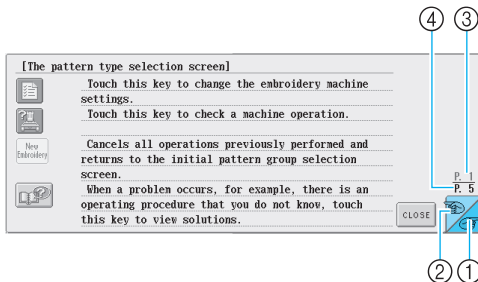 ④ ③
[The pattern type selection screen]
Touch this key to change the embroidery machine
settings.
Touch this key to check a machine operation.
New
Embroidery
Cancels all operations previously performed and
returns to the initial pattern group selection
screen.
When a problem occurs, for example, there is an
operating procedure that you do not know, touch
this key to view solutions.
P. 1
P. 5
CLOSE
② ①